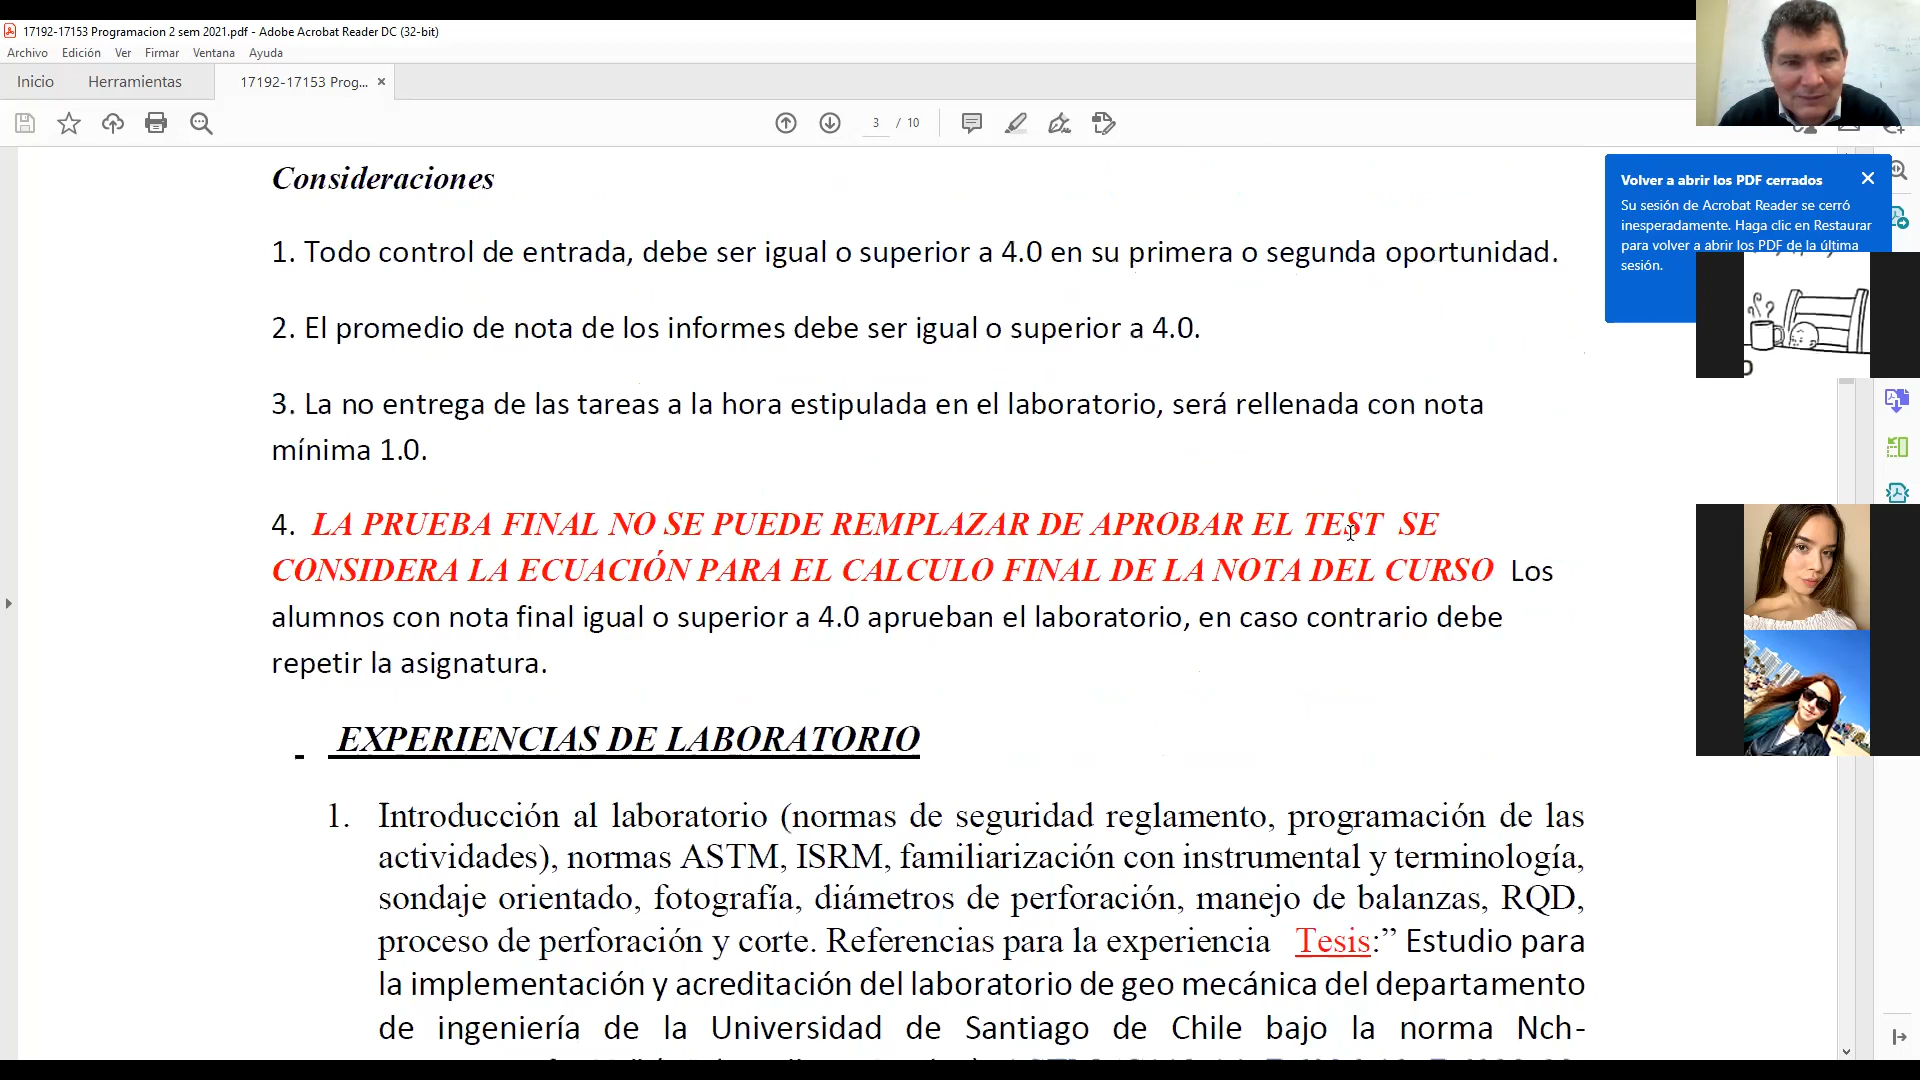 17192-17153 Programacion 2 sem 2021.pdf - Adobe Acrobat Reader DC (32-bit)
Archivo Edición Ver Firmar Ventana Ayuda
Inicio Herramientas 17192-17153 Prog... ×
3 / 10
Volver a abrir los PDF cerrados
Su sesión de Acrobat Reader se cerró
inesperadamente. Haga clic en Restaurar
para volver a abrir los PDF de la última
sesión.
Consideraciones
1. Todo control de entrada, debe ser igual o superior a 4.0 en su primera o segunda oportunidad.
2. El promedio de nota de los informes debe ser igual o superior a 4.0.
3. La no entrega de las tareas a la hora estipulada en el laboratorio, será rellenada con nota
mínima 1.0.
4. LA PRUEBA FINAL NO SE PUEDE REMPLAZAR DE APROBAR EL TEST SE
CONSIDERA LA ECUACIÓN PARA EL CALCULO FINAL DE LA NOTA DEL CURSO Los
alumnos con nota final igual o superior a 4.0 aprueban el laboratorio, en caso contrario debe
repetir la asignatura.
- EXPERIENCIAS DE LABORATORIO
1. Introducción al laboratorio (normas de seguridad reglamento, programación de las
actividades), normas ASTM, ISRM, familiarización con instrumental y terminología,
sondaje orientado, fotografía, diámetros de perforación, manejo de balanzas, RQD,
proceso de perforación y corte. Referencias para la experiencia Tesis:” Estudio para
la implementación y acreditación del laboratorio de geo mecánica del departamento
de ingeniería de la Universidad de Santiago de Chile bajo la norma Nch-